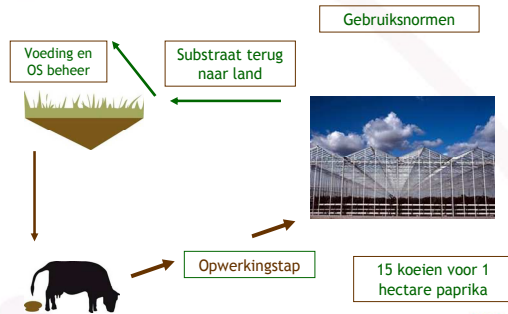 Gebruiksnormen
Voeding en
OS beheer
Substraat terug
naar land
Opwerkingstap
15 koeien voor 1
hectare paprika